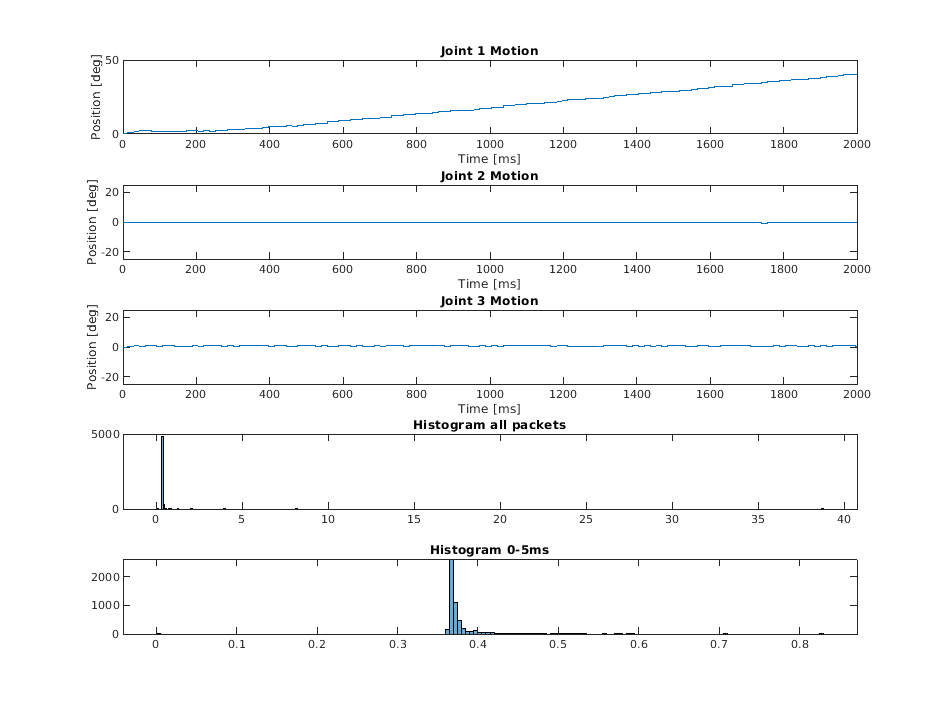 Joint 1 Motion
Position [deg]
50
0
0 200 400 600 800 1000 1200 1400 1600 1800 2000
Time [ms]
Joint 2 Motion
Position [deg]
20
0
-20
0 200 400 600 800 1000 1200 1400 1600 1800 2000
Time [ms]
Joint 3 Motion
Position [deg]
20
0
-20
0 200 400 600 800 1000 1200 1400 1600 1800 2000
Time [ms]
Histogram all packets
5000
0
0 5 10 15 20 25 30 35 40
Histogram 0-5ms
2000
1000
0
0 0.1 0.2 0.3 0.4 0.5 0.6 0.7 0.8